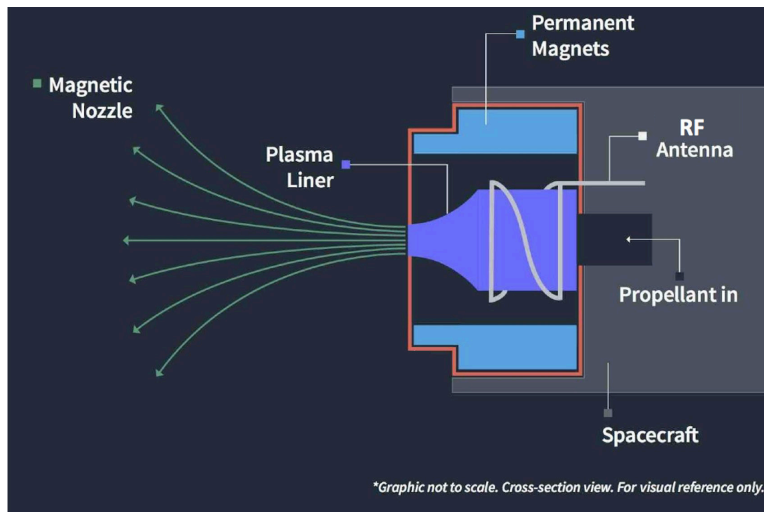 Permanent
Magnets
Magnetic
Nozzle
RF
Antenna
Plasma
Liner
Propellant in
Spacecraft
*Graphic not to scale. Cross-section view. For visual reference only.